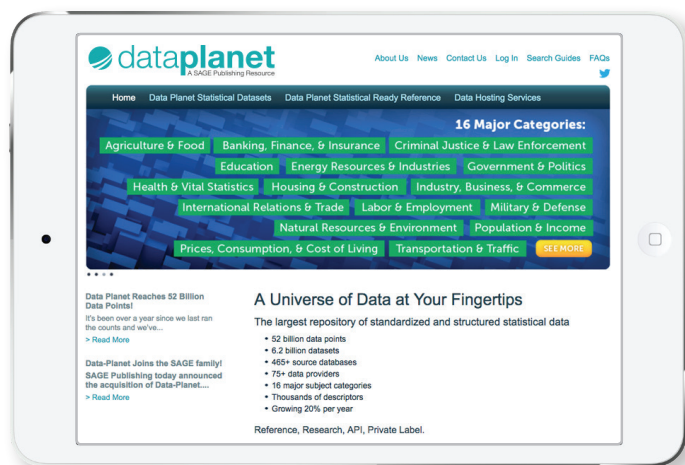 dataplanet
A SAGE Publishing Resource
About Us News Contact Us Log In Search Guides FAQs
Home Data Planet Statistical Datasets Data Planet Statistical Ready Reference Data Hosting Services
16 Major Categories:
Agriculture & Food Banking, Finance, & Insurance Criminal Justice & Law Enforcement
Education Energy Resources & Industries Government & Politics
Health & Vital Statistics Housing & Construction Industry, Business, & Commerce
International Relations & Trade Labor & Employment Military & Defense
Natural Resources & Environment Population & Income
Prices, Consumption, & Cost of Living Transportation & Traffic SEE MORE
Data Planet Reaches 52 Billion
Data Points!
It's been over a year since we last ran
the counts and we've...
> Read More
Data-Planet Joins the SAGE family!
SAGE Publishing today announced
the acquisition of Data-Planet....
> Read More
A Universe of Data at Your Fingertips
The largest repository of standardized and structured statistical data
• 52 billion data points
• 6.2 billion datasets
• 465+ source databases
• 75+ data providers
• 16 major subject categories
• Thousands of descriptors
• Growing 20% per year
Reference, Research, API, Private Label.